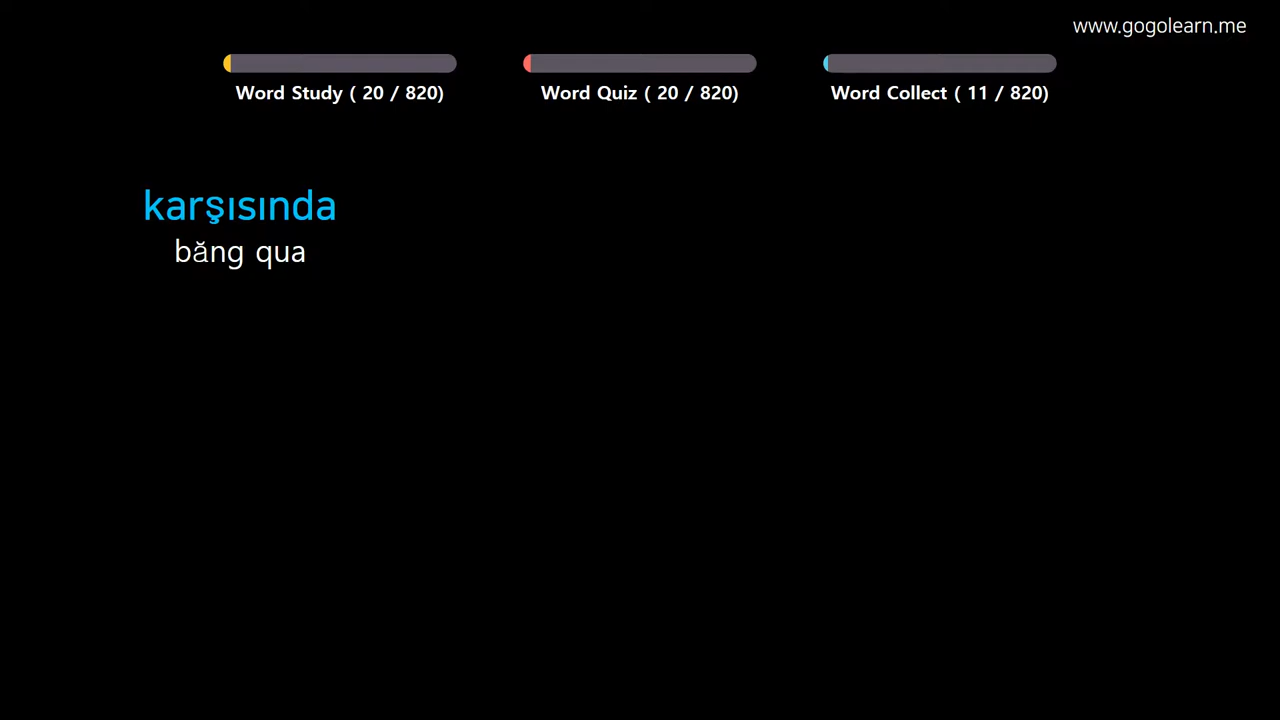 www.gogolearn.me
Word Study ( 20 / 820)
Word Quiz ( 20 / 820)
Word Collect ( 11 / 820)
karşısında
băng qua